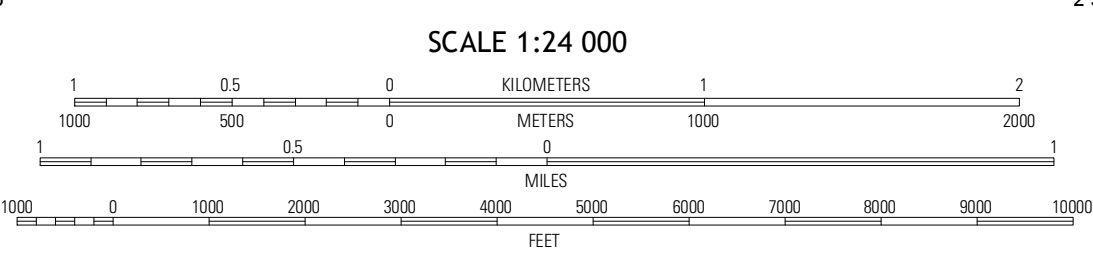 SCALE 1:24 000
1 0.5 0 KILOMETERS 1 2
1000 500 0 METERS 1000 2000
1 0.5 0 1
MILES
1000 0 1000 2000 3000 4000 5000 6000 7000 8000 9000 10000
FEET